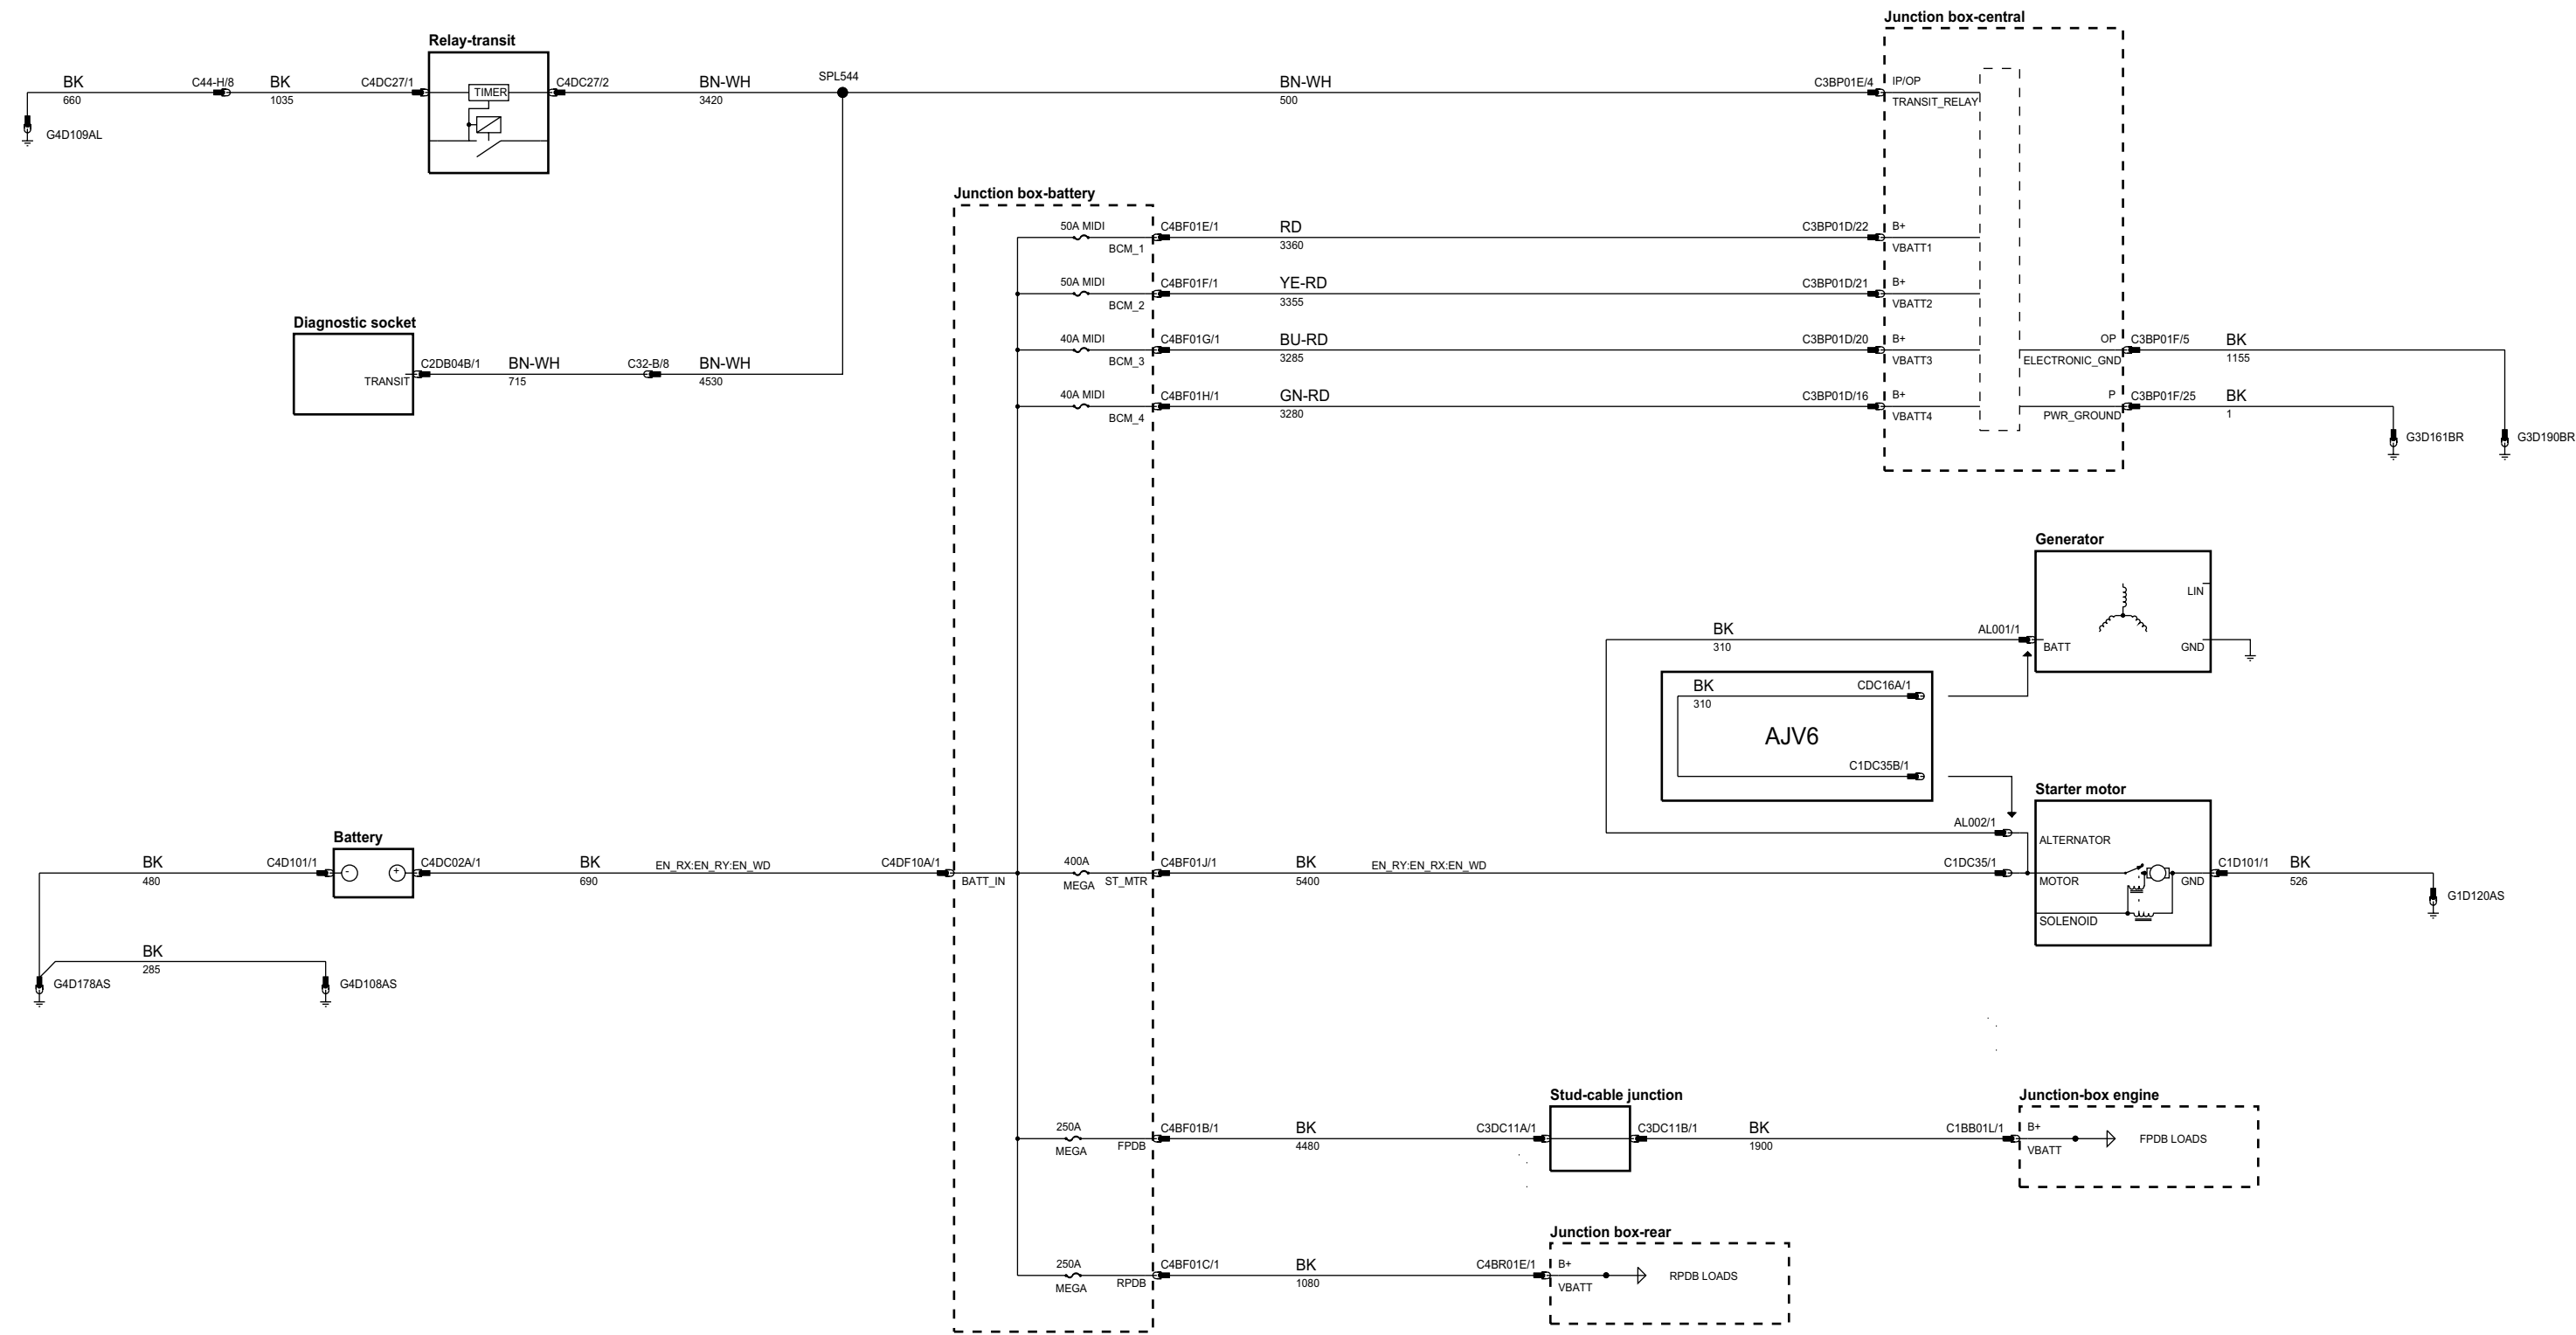 Junction box-central
Relay-transit
BK
660
C44-H/8
BK
1035
C4DC27/1
TIMER
C4DC27/2
BN-WH
3420
SPL544
BN-WH
500
C3BP01E/4
IP/OP
TRANSIT_RELAY
G4D109AL
Junction box-battery
50A MIDI
BCM_1
C4BF01E/1
RD
3360
C3BP01D/22
B+
VBATT1
50A MIDI
BCM_2
C4BF01F/1
YE-RD
3355
C3BP01D/21
B+
VBATT2
Diagnostic socket
TRANSIT
C2DB04B/1
BN-WH
715
C32-B/8
BN-WH
4530
40A MIDI
BCM_3
C4BF01G/1
BU-RD
3285
C3BP01D/20
B+
VBATT3
OP
ELECTRONIC_GND
C3BP01F/5
BK
1155
40A MIDI
BCM_4
C4BF01H/1
GN-RD
3280
C3BP01D/16
B+
VBATT4
P
PWR_GROUND
C3BP01F/25
BK
1
G3D161BR
G3D190BR
Generator
LIN
BK
310
AL001/1
BATT
GND
BK
310
CDC16A/1
AJV6
C1DC35B/1
Starter motor
AL002/1
ALTERNATOR
Battery
BK
480
C4D101/1
-
+
C4DC02A/1
BK
690
EN_RX:EN_RY:EN_WD
C4DF10A/1
BATT_IN
400A
MEGA
ST_MTR
C4BF01J/1
BK
5400
EN_RY:EN_RX:EN_WD
C1DC35/1
MOTOR
GND
C1D101/1
BK
526
SOLENOID
G1D120AS
BK
285
G4D178AS
G4D108AS
Stud-cable junction
Junction-box engine
250A
MEGA
FPDB
C4BF01B/1
BK
4480
C3DC11A/1
C3DC11B/1
BK
1900
C1BB01L/1
B+
VBATT
FPDB LOADS
Junction box-rear
250A
MEGA
RPDB
C4BF01C/1
BK
1080
C4BR01E/1
B+
VBATT
RPDB LOADS